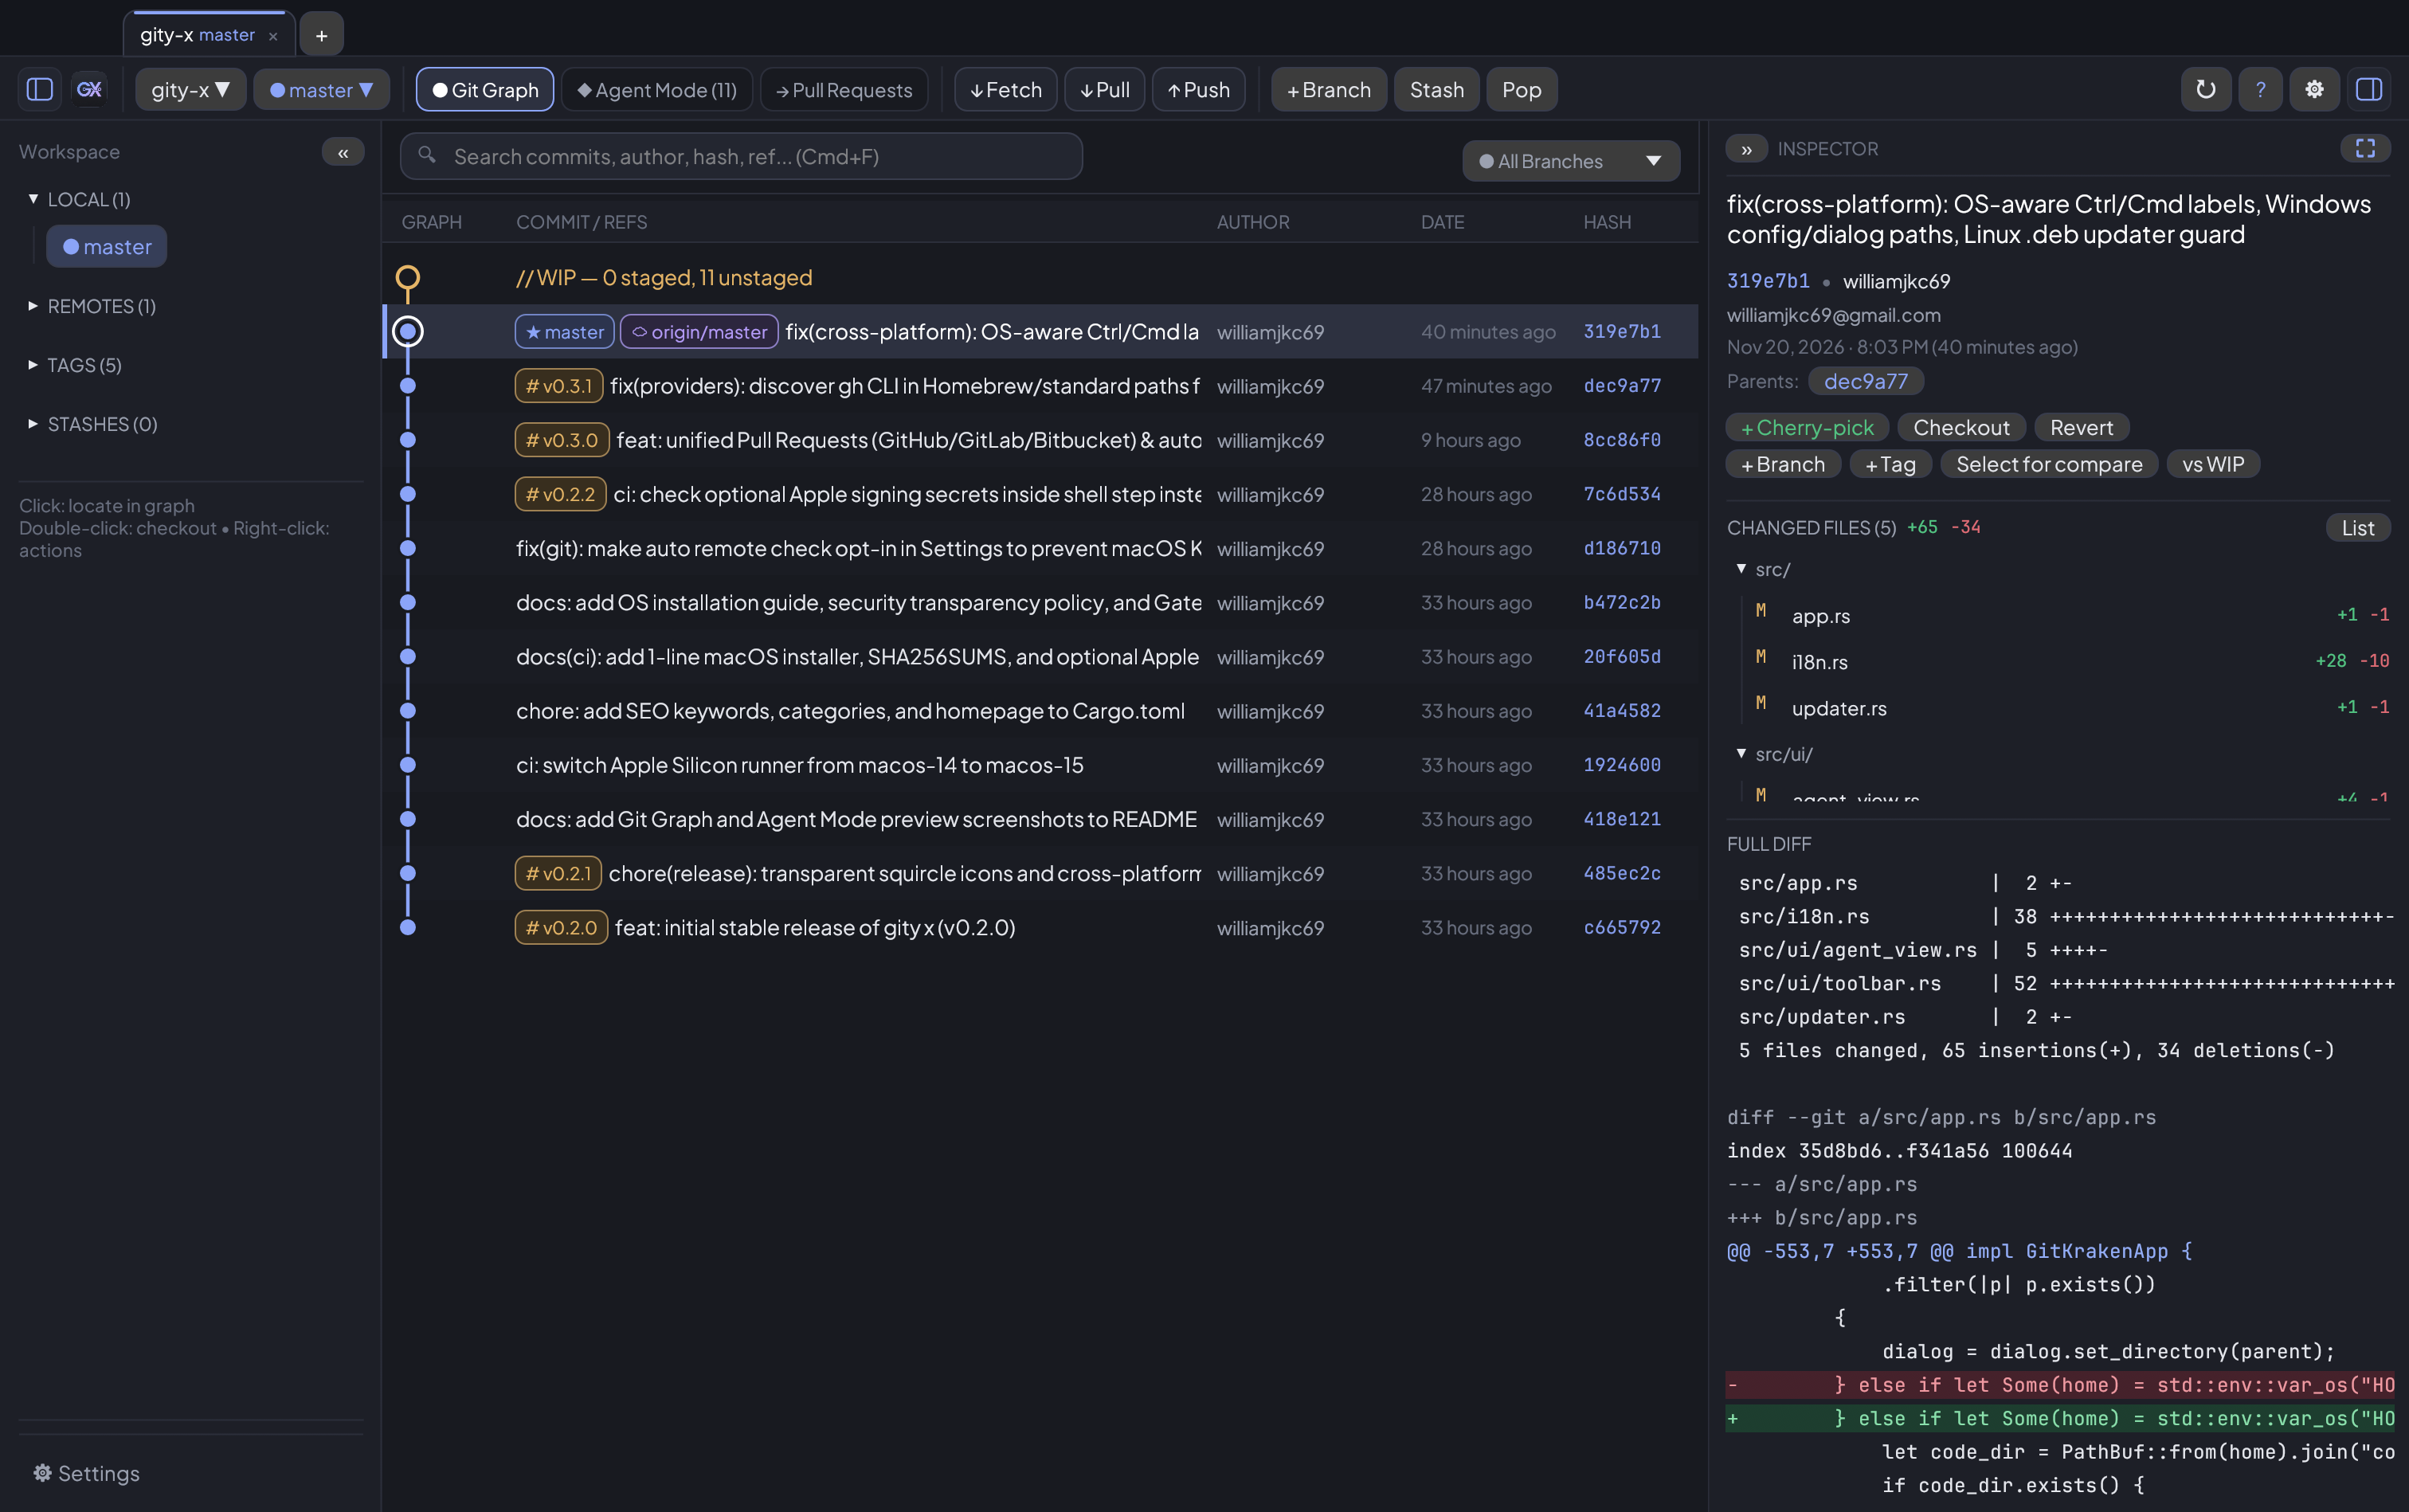 gity-x master ×
+
GX
gity-x ▼
● master ▼
● Git Graph
◆ Agent Mode (11)
→ Pull Requests
↓ Fetch
↓ Pull
↑ Push
+ Branch
Stash
Pop
?
Workspace
«
▼ LOCAL (1)
● master
▶ REMOTES (1)
▶ TAGS (5)
▶ STASHES (0)
Click: locate in graph
Double-click: checkout • Right-click:
actions
Settings
Search commits, author, hash, ref... (Cmd+F)
● All Branches ▼
GRAPH COMMIT / REFS AUTHOR DATE HASH
// WIP — 0 staged, 11 unstaged
★ master origin/master fix(cross-platform): OS-aware Ctrl/Cmd la williamjkc69 40 minutes ago 319e7b1
# v0.3.1 fix(providers): discover gh CLI in Homebrew/standard paths f williamjkc69 47 minutes ago dec9a77
# v0.3.0 feat: unified Pull Requests (GitHub/GitLab/Bitbucket) & auto williamjkc69 9 hours ago 8cc86f0
# v0.2.2 ci: check optional Apple signing secrets inside shell step inste williamjkc69 28 hours ago 7c6d534
fix(git): make auto remote check opt-in in Settings to prevent macOS K williamjkc69 28 hours ago d186710
docs: add OS installation guide, security transparency policy, and Gate williamjkc69 33 hours ago b472c2b
docs(ci): add 1-line macOS installer, SHA256SUMS, and optional Apple williamjkc69 33 hours ago 20f605d
chore: add SEO keywords, categories, and homepage to Cargo.toml williamjkc69 33 hours ago 41a4582
ci: switch Apple Silicon runner from macos-14 to macos-15 williamjkc69 33 hours ago 1924600
docs: add Git Graph and Agent Mode preview screenshots to README williamjkc69 33 hours ago 418e121
# v0.2.1 chore(release): transparent squircle icons and cross-platform williamjkc69 33 hours ago 485ec2c
# v0.2.0 feat: initial stable release of gity x (v0.2.0) williamjkc69 33 hours ago c665792
» INSPECTOR
fix(cross-platform): OS-aware Ctrl/Cmd labels, Windows
config/dialog paths, Linux .deb updater guard
319e7b1 • williamjkc69
williamjkc69@gmail.com
Nov 20, 2026 · 8:03 PM (40 minutes ago)
Parents: dec9a77
+ Cherry-pick Checkout Revert
+ Branch + Tag Select for compare vs WIP
CHANGED FILES (5) +65 -34 List
▼ src/
M app.rs +1 -1
M i18n.rs +28 -10
M updater.rs +1 -1
▼ src/ui/
M agent_view.rs +4 -1
FULL DIFF
src/app.rs | 2 +-
src/i18n.rs | 38 ++++++++++++++++++++++++++++-
src/ui/agent_view.rs | 5 ++++-
src/ui/toolbar.rs | 52 +++++++++++++++++++++++++++++
src/updater.rs | 2 +-
5 files changed, 65 insertions(+), 34 deletions(-)
diff --git a/src/app.rs b/src/app.rs
index 35d8bd6..f341a56 100644
--- a/src/app.rs
+++ b/src/app.rs
@@ -553,7 +553,7 @@ impl GitKrakenApp {
.filter(|p| p.exists())
{
dialog = dialog.set_directory(parent);
- } else if let Some(home) = std::env::var_os("HO
+ } else if let Some(home) = std::env::var_os("HO
let code_dir = PathBuf::from(home).join("co
if code_dir.exists() {